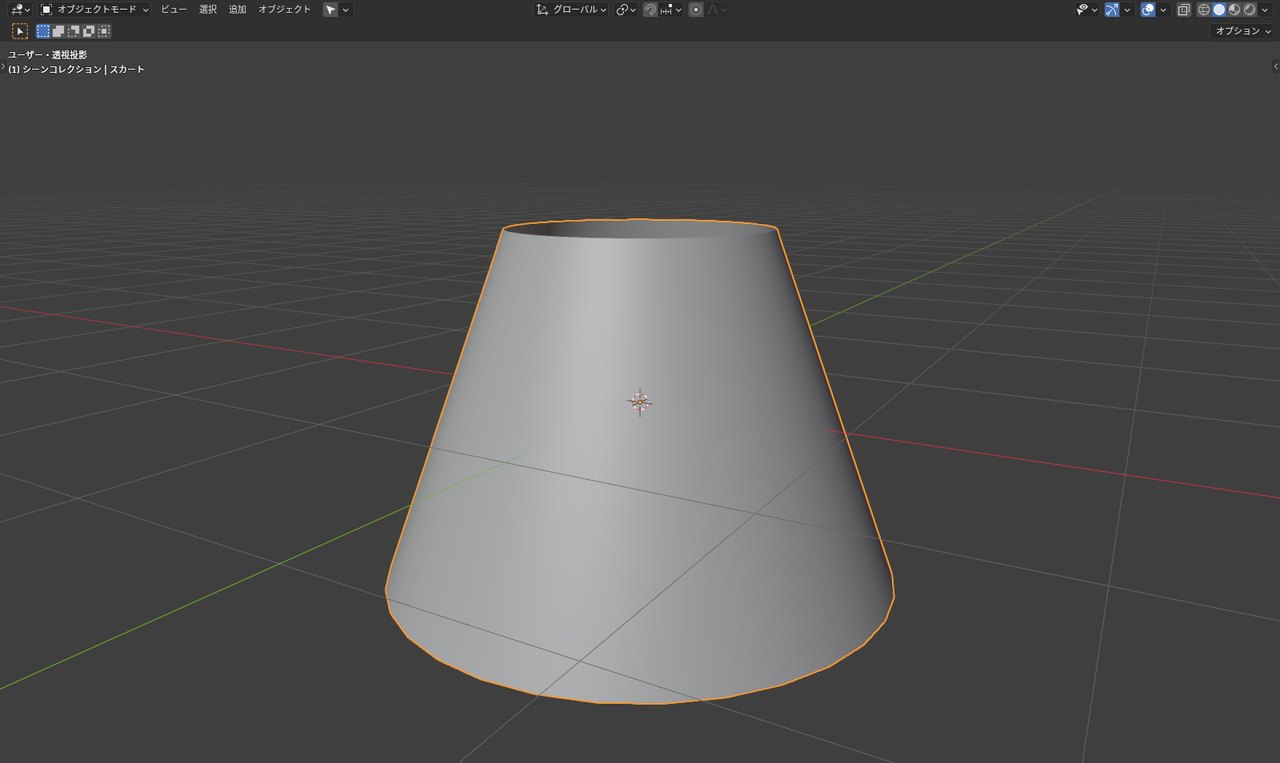 オブジェクトモード ビュー 選択 追加 オブジェクト グローバル
オプション
ユーザー・透視投影
(1) シーンコレクション | スカート